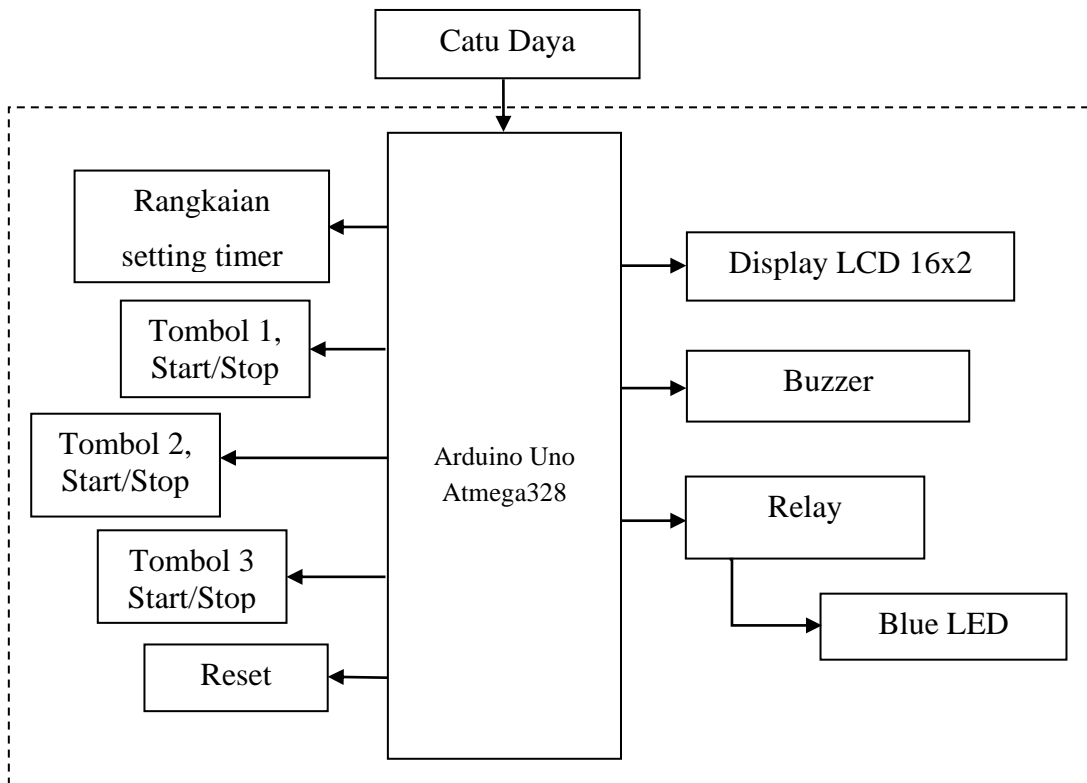 Catu Daya
Rangkaian
setting timer
Tombol 1,
Start/Stop
Tombol 2,
Start/Stop
Tombol 3
Start/Stop
Reset
Arduino Uno
Atmega328
Display LCD 16x2
Buzzer
Relay
Blue LED